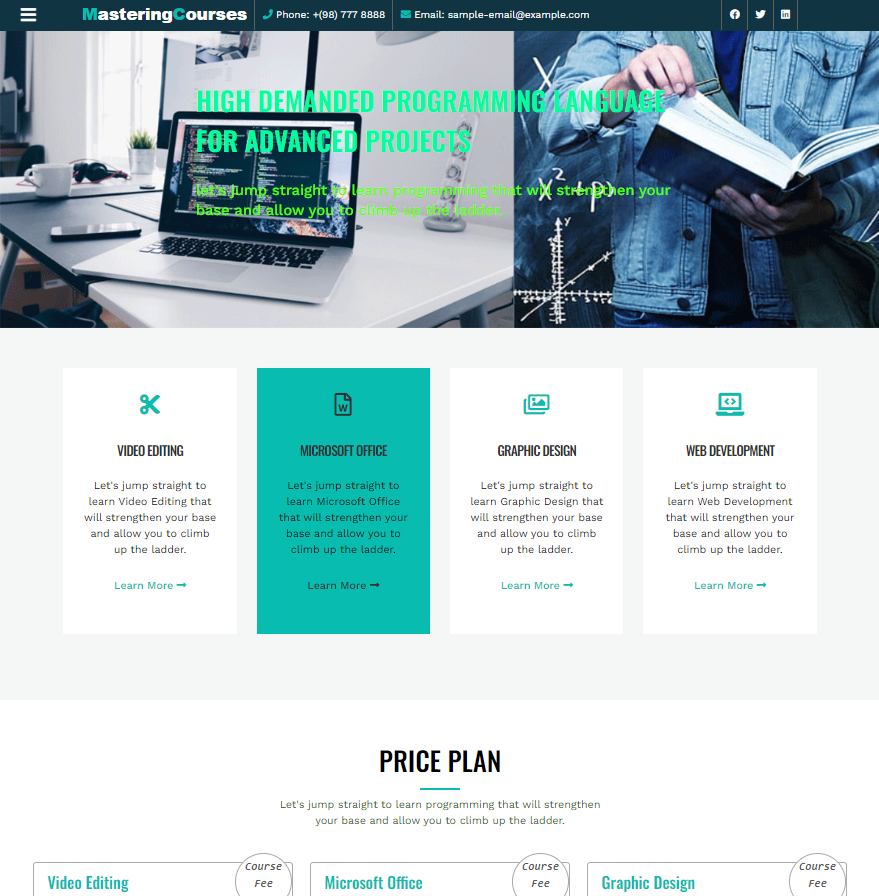 MasteringCourses Phone: +(98) 777 8888 Email: sample-email@example.com
HIGH DEMANDED PROGRAMMING LANGUAGE
FOR ADVANCED PROJECTS
let's jump straight to learn programming that will strengthen your
base and allow you to climb up the ladder.
VIDEO EDITING
Let's jump straight to
learn Video Editing that
will strengthen your base
and allow you to climb
up the ladder.
Learn More
MICROSOFT OFFICE
Let's jump straight to
learn Microsoft Office
that will strengthen your
base and allow you to
climb up the ladder.
Learn More
GRAPHIC DESIGN
Let's jump straight to
learn Graphic Design that
will strengthen your base
and allow you to climb
up the ladder.
Learn More
WEB DEVELOPMENT
Let's jump straight to
learn Web Development
that will strengthen your
base and allow you to
climb up the ladder.
Learn More
PRICE PLAN
Let's jump straight to learn programming that will strengthen
your base and allow you to climb up the ladder.
Video Editing
Course
Fee
Microsoft Office
Course
Fee
Graphic Design
Course
Fee